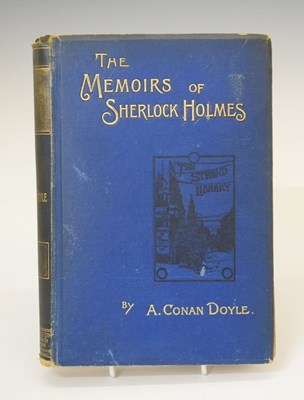 The
Memoirs of
Sherlock Holmes
The
Strand
Library
By A. Conan Doyle.